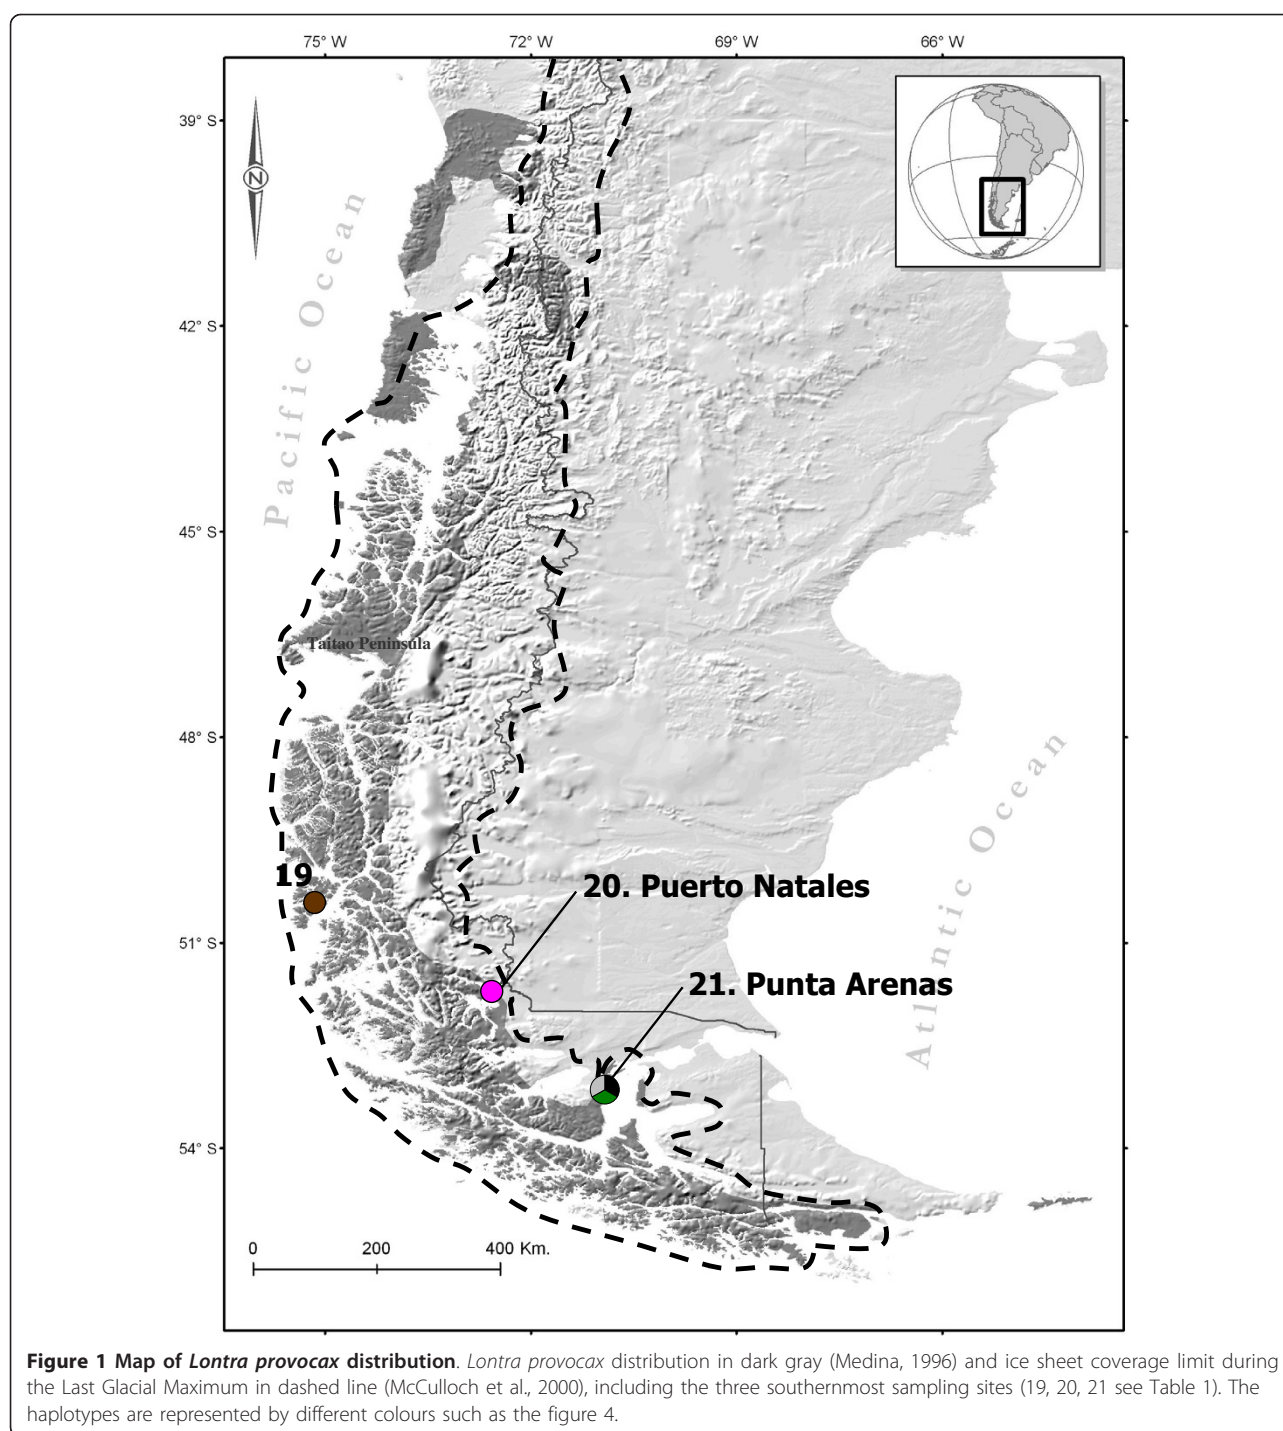 75° W
72° W
69° W
66° W
39° S
42° S
45° S
48° S
51° S
54° S
N
Pacific Ocean
Taitao Peninsula
Atlantic Ocean
19
20. Puerto Natales
21. Punta Arenas
0 200 400 Km.
Figure 1 Map of Lontra provocax distribution. Lontra provocax distribution in dark gray (Medina, 1996) and ice sheet coverage limit during
the Last Glacial Maximum in dashed line (McCulloch et al., 2000), including the three southernmost sampling sites (19, 20, 21 see Table 1). The
haplotypes are represented by different colours such as the figure 4.